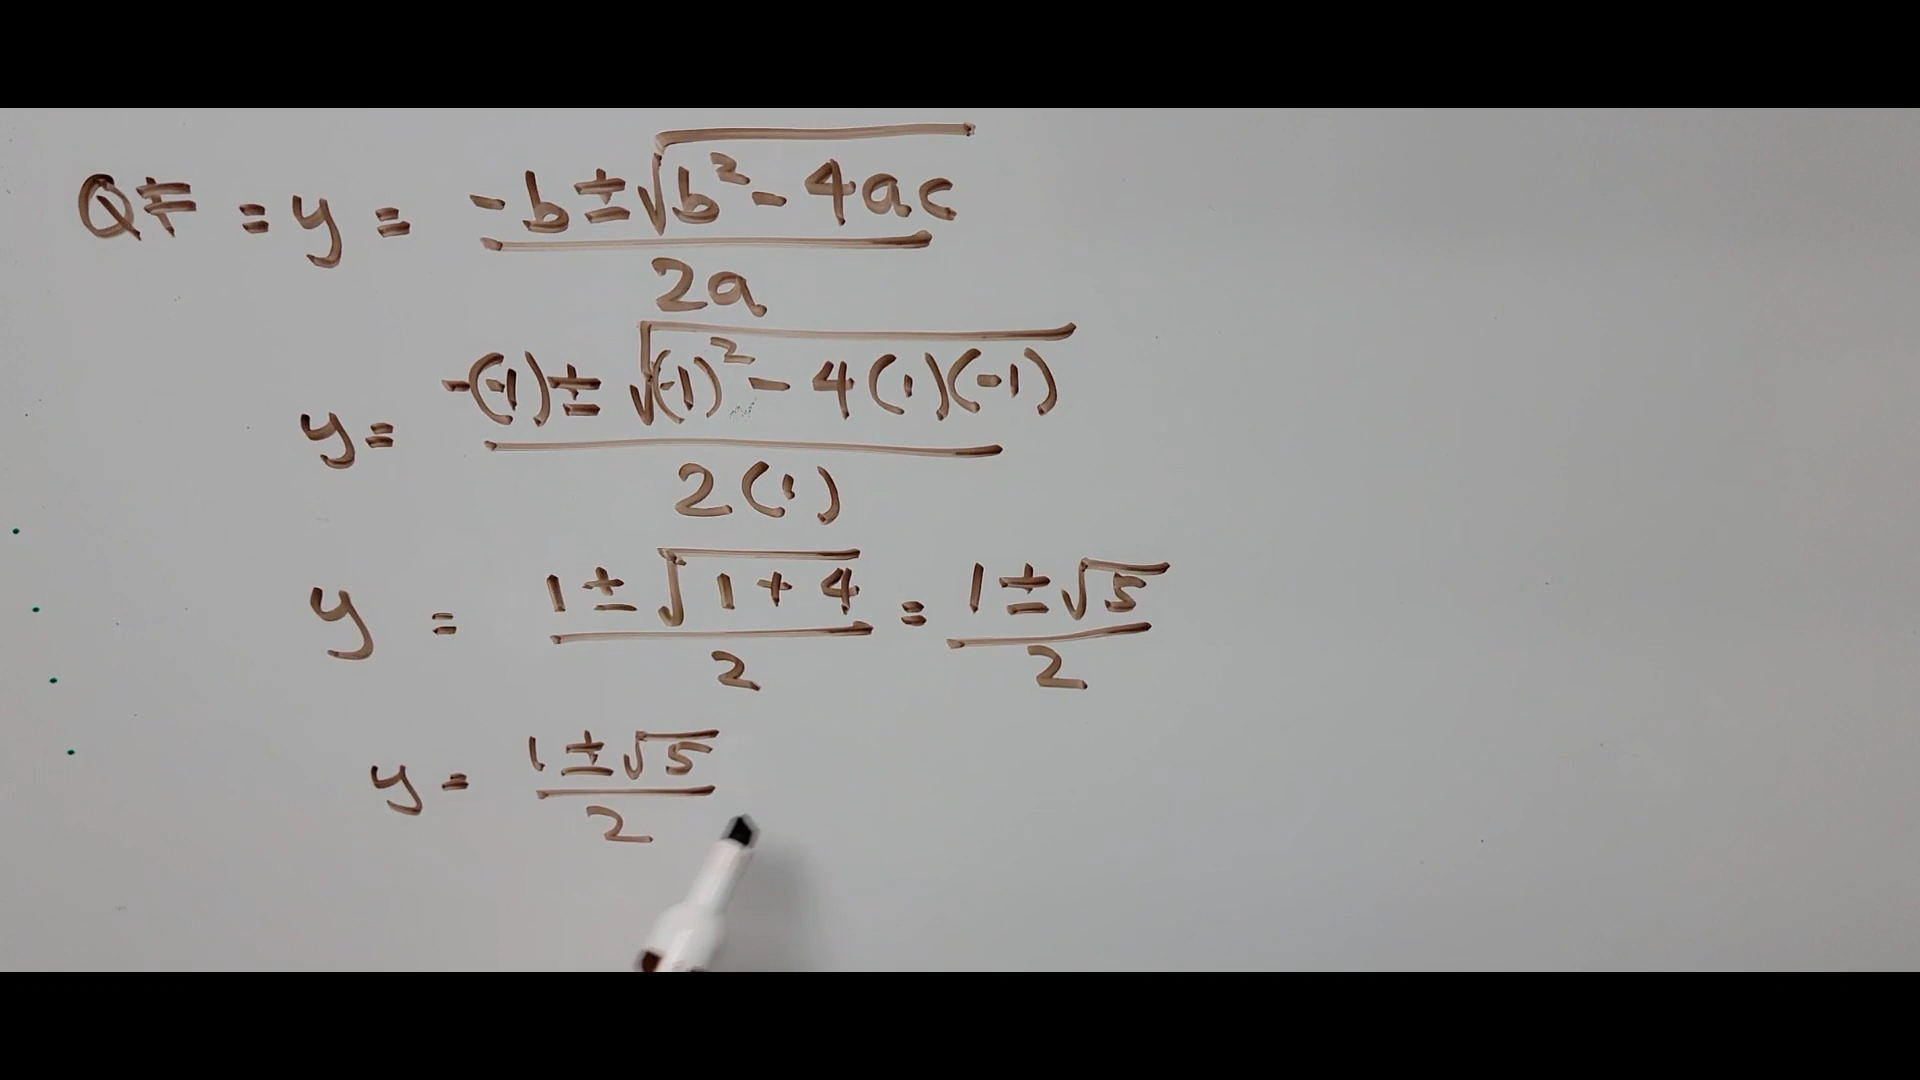 QF = y = -b ± √b² - 4ac / 2a
y = -(-1) ± √(-1)² - 4(1)(-1) / 2(1)
y = 1 ± √1 + 4 / 2 = 1 ± √5 / 2
y = 1 ± √5 / 2